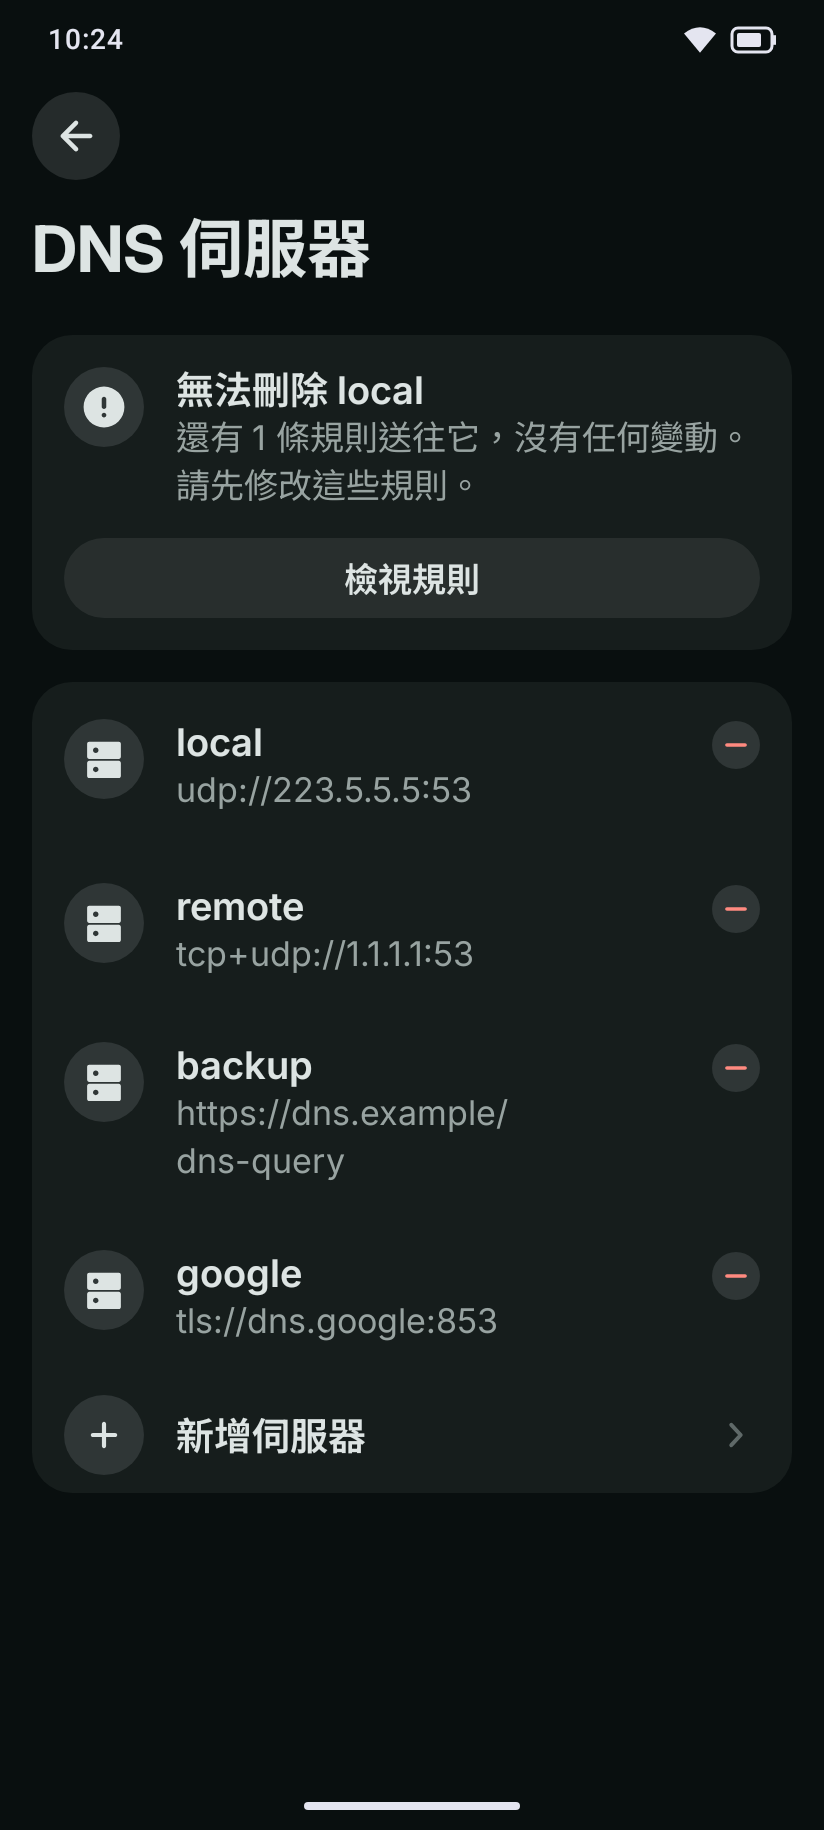 10:24
DNS 伺服器
無法刪除 local
還有 1 條規則送往它，沒有任何變動。
請先修改這些規則。
檢視規則
local
udp://223.5.5.5:53
remote
tcp+udp://1.1.1.1:53
backup
https://dns.example/
dns-query
google
tls://dns.google:853
新增伺服器